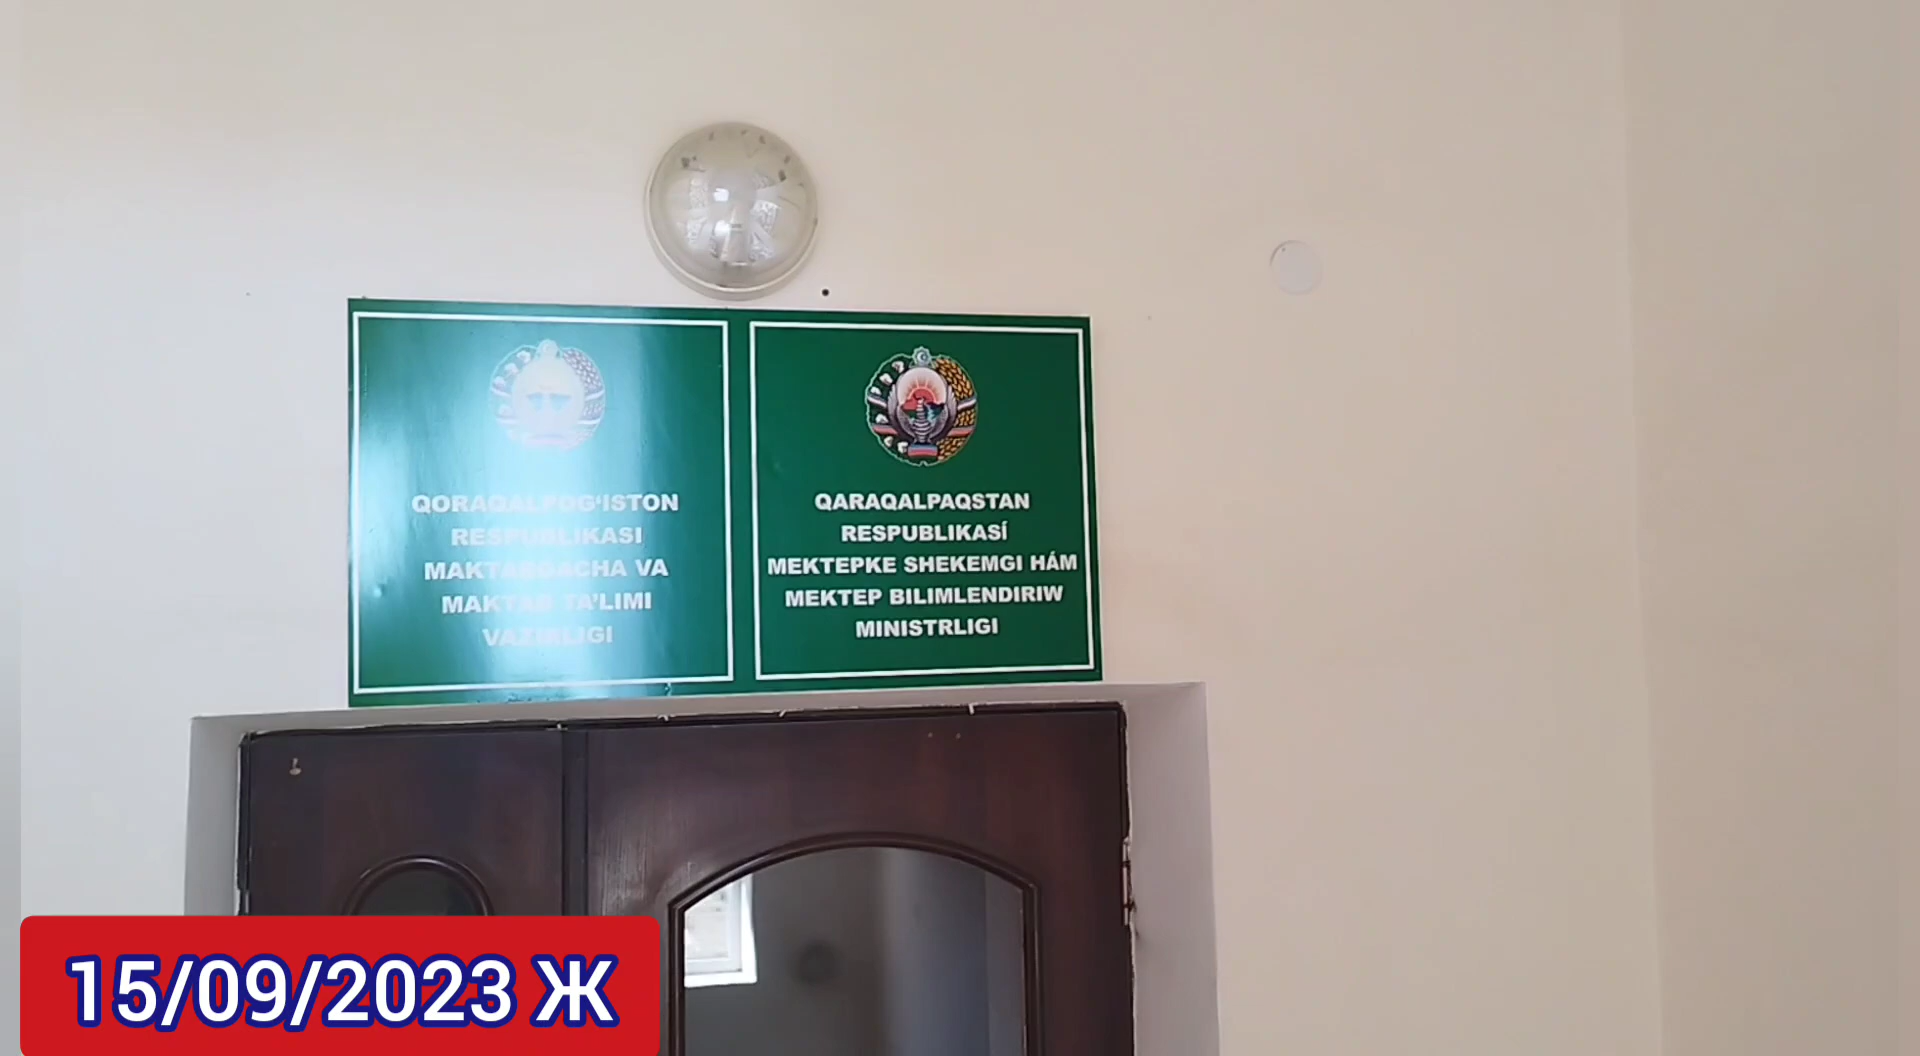 QORAQALPOG‘ISTON
RESPUBLIKASI
MAKTABGACHA VA
MAKTAB TA’LIMI
VAZIRLIGI
QARAQALPAQSTAN
RESPUBLIKASÍ
MEKTEPKE SHEKEMGI HÁM
MEKTEP BILIMLENDIRIW
MINISTRLIGI
15/09/2023 Ж